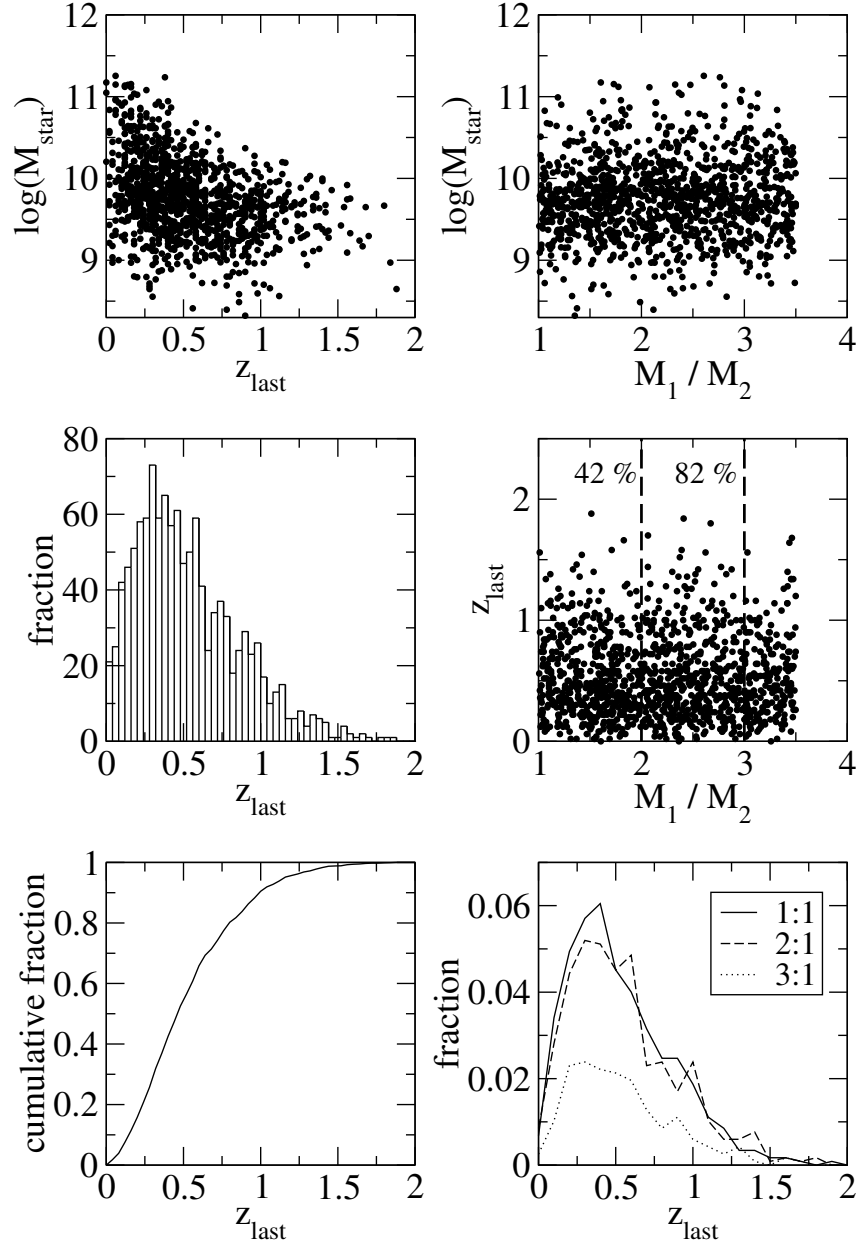 12
11
10
9
log(M_star)
0 0.5 1 1.5 2
z_last
12
11
10
9
log(M_star)
1 2 3 4
M_1 / M_2
80
60
40
20
0
fraction
0 0.5 1 1.5 2
z_last
42 % 82 %
2
1
0
z_last
1 2 3 4
M_1 / M_2
1
0.8
0.6
0.4
0.2
0
cumulative fraction
0 0.5 1 1.5 2
z_last
1:1
2:1
3:1
0.06
0.04
0.02
0
fraction
0 0.5 1 1.5 2
z_last